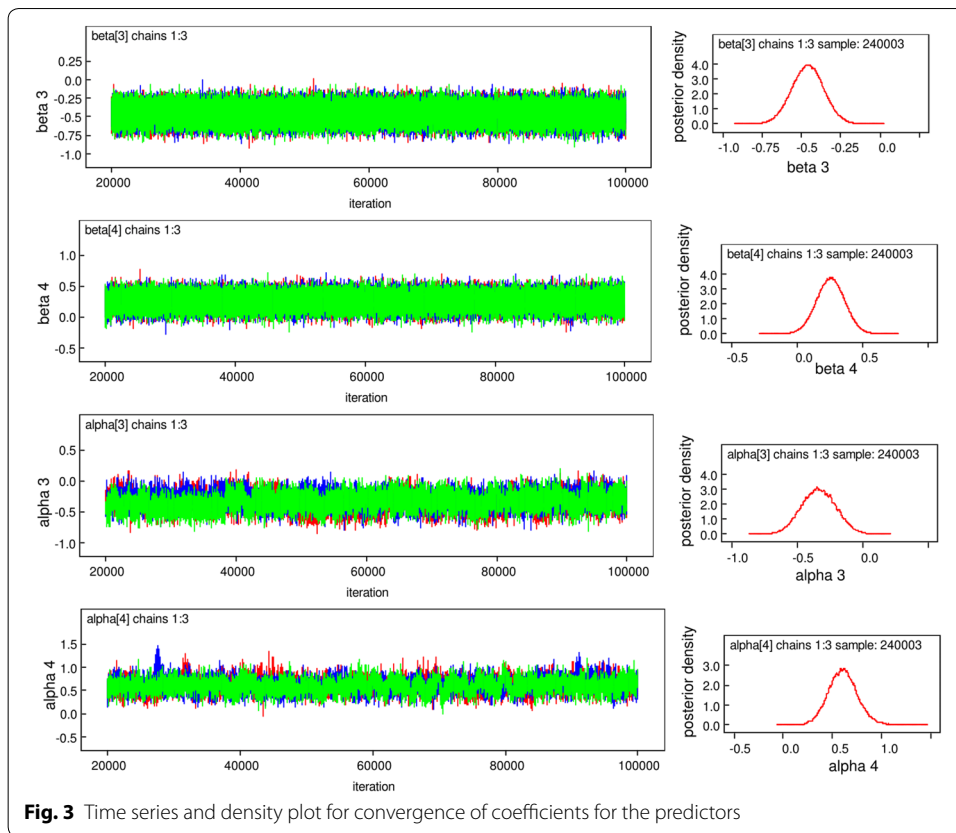 beta[3] chains 1:3
0.25
0.0
-0.25
-0.5
-0.75
-1.0
beta 3
20000 40000 60000 80000 100000
iteration
beta[3] chains 1:3 sample: 240003
posterior density
4.0
3.0
2.0
1.0
0.0
-1.0 -0.75 -0.25 0.0
beta 3
beta[4] chains 1:3
1.0
0.5
0.0
-0.5
beta 4
20000 40000 60000 80000 100000
iteration
beta[4] chains 1:3 sample: 240003
posterior density
4.0
3.0
2.0
1.0
0.0
-0.5 0.0 0.5
beta 4
alpha[3] chains 1:3
0.5
0.0
-0.5
-1.0
alpha 3
20000 40000 60000 80000 100000
iteration
alpha[3] chains 1:3 sample: 240003
posterior density
4.0
3.0
2.0
1.0
0.0
-1.0 -0.5 0.0
alpha 3
alpha[4] chains 1:3
1.5
1.0
0.5
0.0
-0.5
alpha 4
20000 40000 60000 80000 100000
iteration
alpha[4] chains 1:3 sample: 240003
posterior density
3.0
2.0
1.0
0.0
-0.5 0.0 0.5 1.0
alpha 4
Fig. 3 Time series and density plot for convergence of coefficients for the predictors